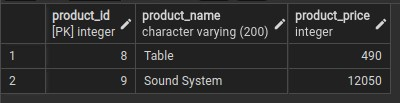 product_id product_name product_price
[PK] integer character varying (200) integer
1 8 Table 490
2 9 Sound System 12050